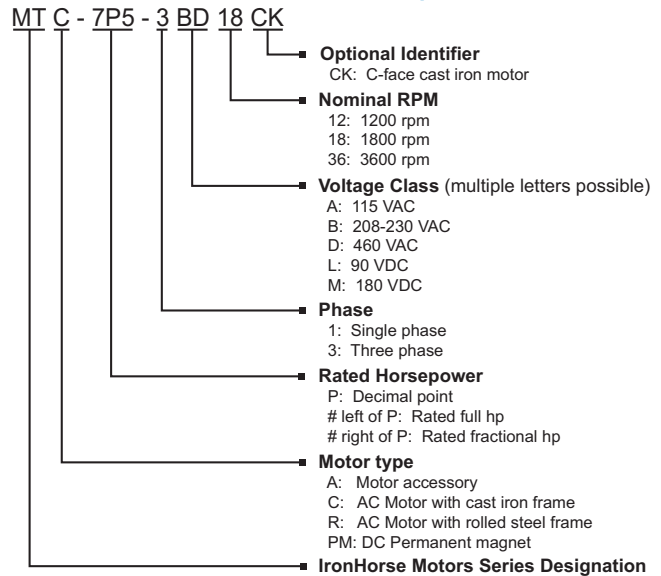 MT C - 7P5 - 3 BD 18 CK
Optional Identifier
CK: C-face cast iron motor
Nominal RPM
12: 1200 rpm
18: 1800 rpm
36: 3600 rpm
Voltage Class (multiple letters possible)
A: 115 VAC
B: 208-230 VAC
D: 460 VAC
L: 90 VDC
M: 180 VDC
Phase
1: Single phase
3: Three phase
Rated Horsepower
P: Decimal point
# left of P: Rated full hp
# right of P: Rated fractional hp
Motor type
A: Motor accessory
C: AC Motor with cast iron frame
R: AC Motor with rolled steel frame
PM: DC Permanent magnet
IronHorse Motors Series Designation